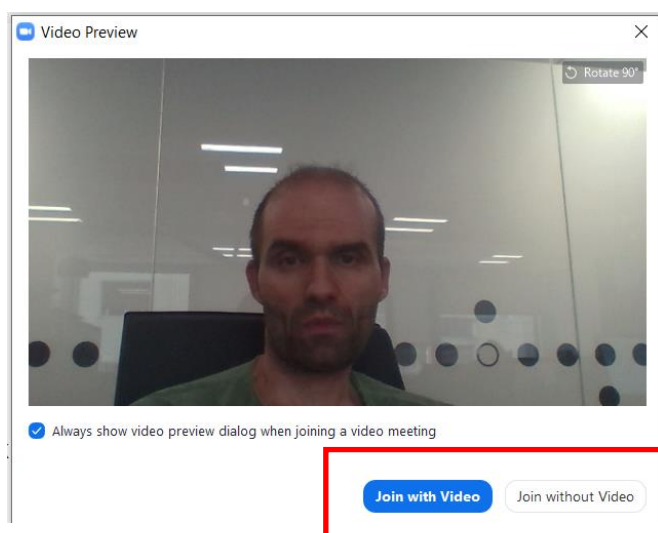 Video Preview
Rotate 90°
Always show video preview dialog when joining a video meeting
Join with Video Join without Video